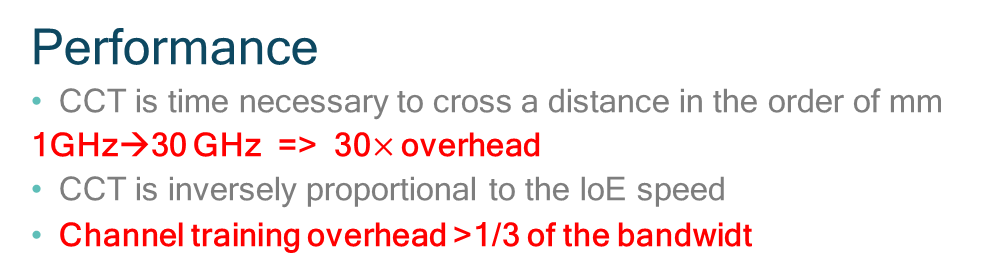 Performance
• CCT is time necessary to cross a distance in the order of mm
1GHz→30 GHz => 30× overhead
• CCT is inversely proportional to the IoE speed
• Channel training overhead >1/3 of the bandwidt